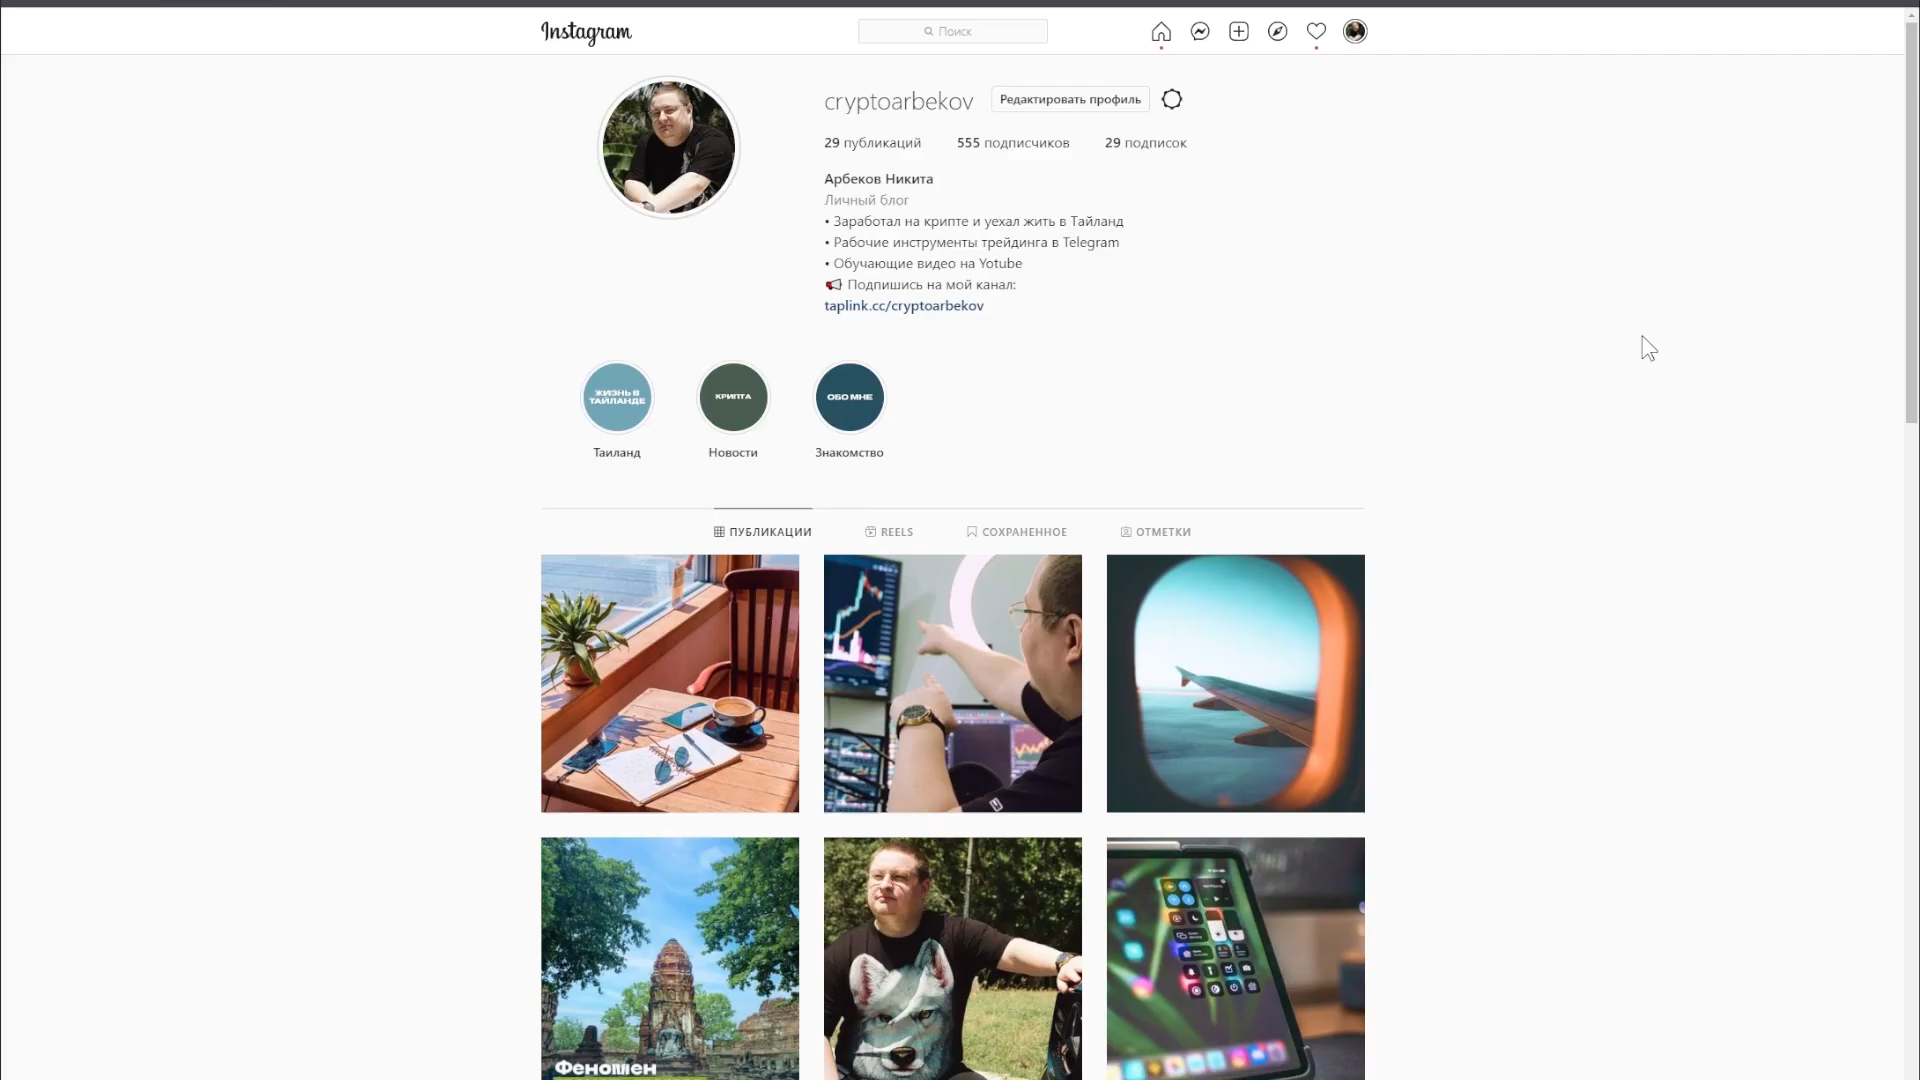 Instagram
Поиск
cryptoarbekov
Редактировать профиль
29 публикаций 555 подписчиков 29 подписок
Арбеков Никита
Личный блог
• Заработал на крипте и уехал жить в Тайланд
• Рабочие инструменты трейдинга в Telegram
• Обучающие видео на Yotube
📢 Подпишись на мой канал:
taplink.cc/cryptoarbekov
ЖИЗНЬ В
ТАЙЛАНДЕ
КРИПТА
ОБО МНЕ
Таиланд
Новости
Знакомство
ПУБЛИКАЦИИ
REELS
СОХРАНЕННОЕ
ОТМЕТКИ
Феномен